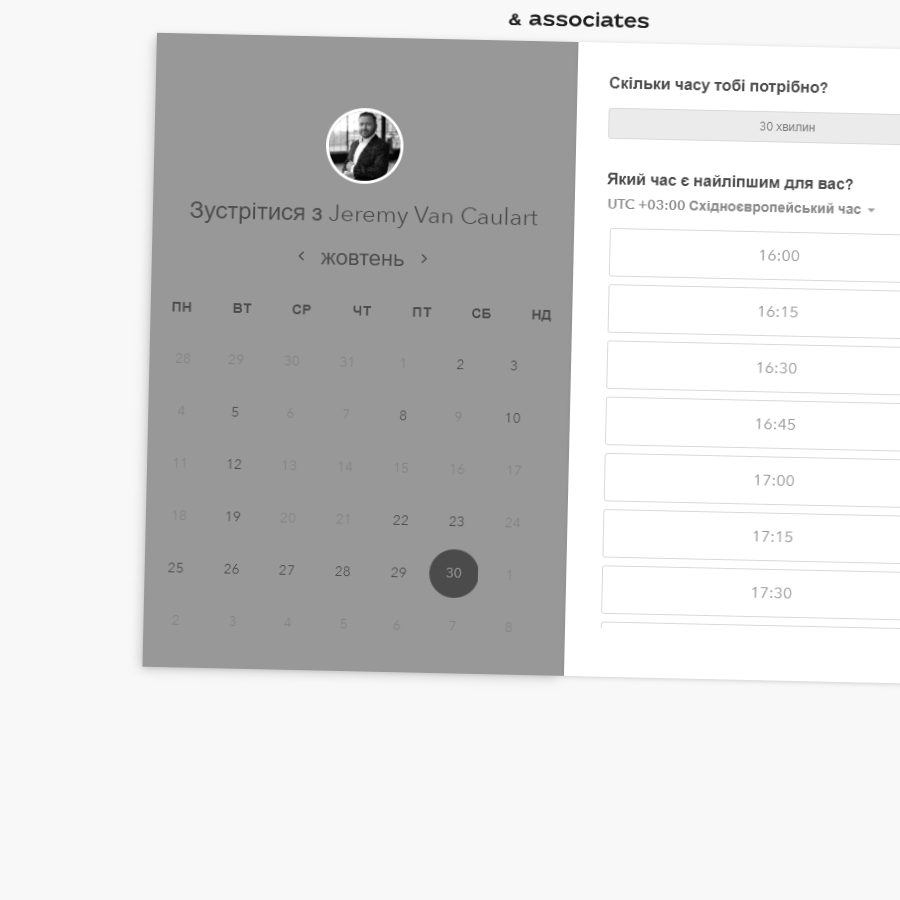 & associates
Зустрітися з Jeremy Van Caulart
жовтень
ПН ВТ СР ЧТ ПТ СБ НД
28 29 30 31 1 2 3
4 5 6 7 8 9 10
11 12 13 14 15 16 17
18 19 20 21 22 23 24
25 26 27 28 29 30 1
2 3 4 5 6 7 8
Скільки часу тобі потрібно?
30 хвилин
Який час є найліпшим для вас?
UTC +03:00 Східноєвропейський час
16:00
16:15
16:30
16:45
17:00
17:15
17:30